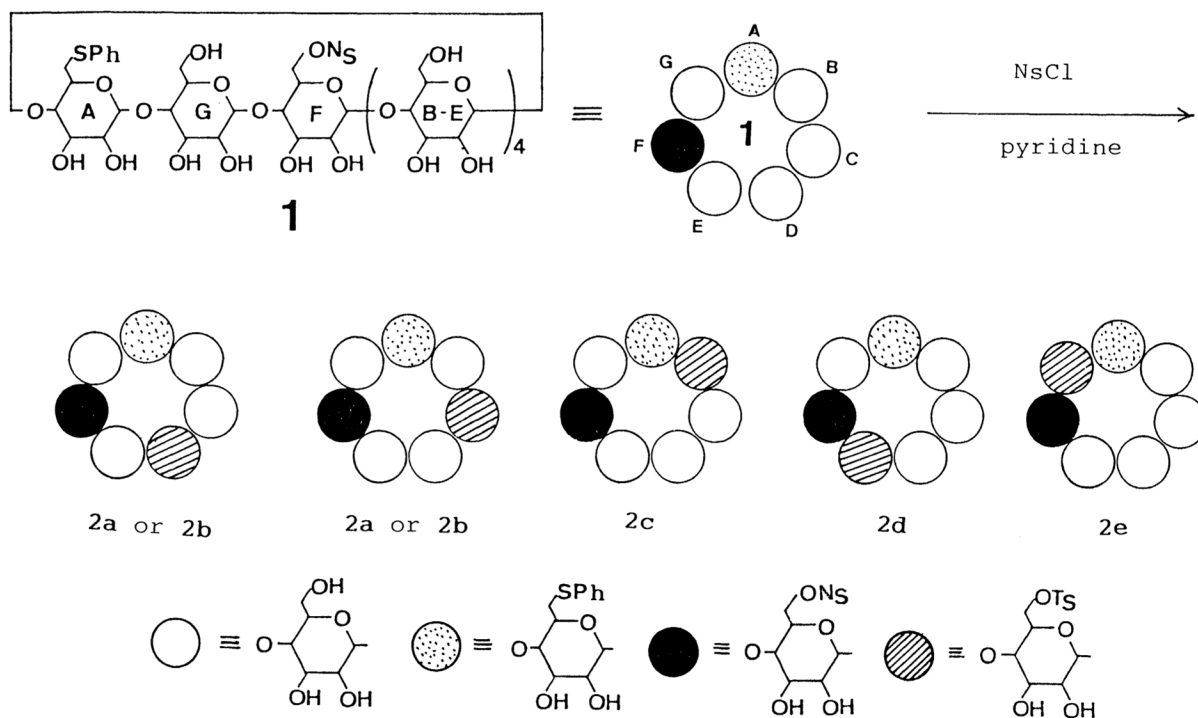 SPh OH ONS OH
O O O O
A O G O F O B-E
OH OH OH OH OH OH OH OH 4
1
≡
A
G B
F 1 C
E D
NsCl
pyridine
2a or 2b 2a or 2b 2c 2d 2e
OH SPh ONS OTS
≡ O O ≡ O O ≡ O O ≡ O O
OH OH OH OH OH OH OH OH